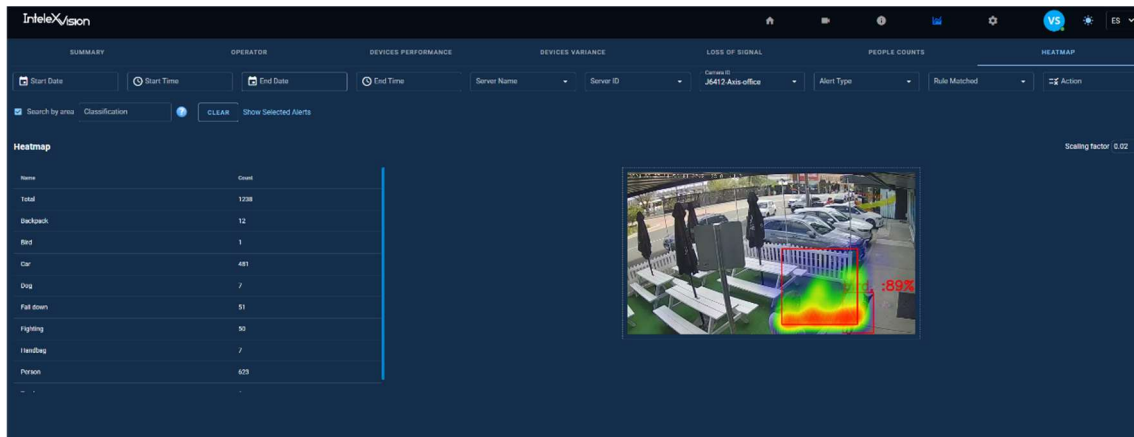 InteleXvision
VS
ES
SUMMARY
OPERATOR
DEVICES PERFORMANCE
DEVICES VARIANCE
LOSS OF SIGNAL
PEOPLE COUNTS
HEATMAP
Start Date
Start Time
End Date
End Time
Server Name
Server ID
Camera ID
J6412-Axis-office
Alert Type
Rule Matched
Action
Search by area
Classification
?
CLEAR
Show Selected Alerts
Heatmap
Scaling factor 0.02
Name Count
Total 1238
Backpack 12
Bird 1
Car 481
Dog 7
Fall down 51
Fighting 50
Handbag 7
Person 623
:89%